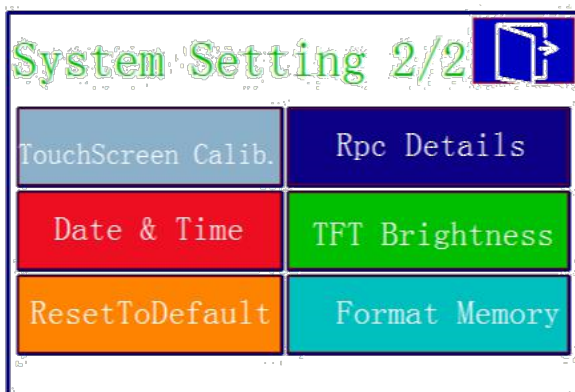 System Setting 2/2
TouchScreen Calib.
Rpc Details
Date & Time
TFT Brightness
ResetToDefault
Format Memory